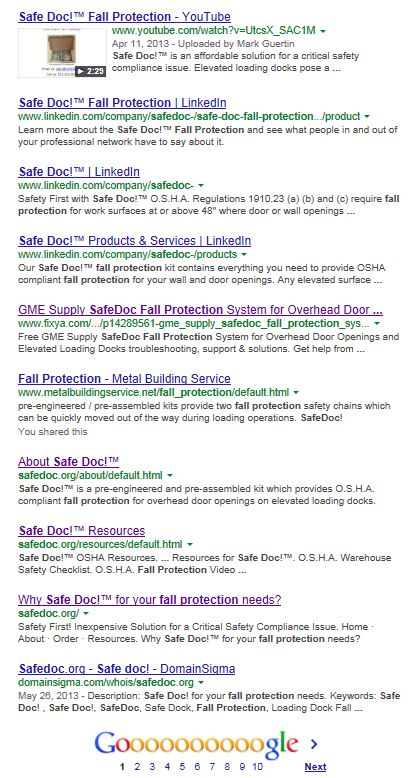 Safe Doc!™ Fall Protection - YouTube
www.youtube.com/watch?v=UtcsX_SAC1M
Apr 11, 2013 - Uploaded by Mark Guertin
Safe Doc!™ is an affordable solution for a critical safety
compliance issue. Elevated loading docks pose a ...
2:29
Safe Doc!™ Fall Protection | LinkedIn
www.linkedin.com/company/safedoc-/safe-doc-fall-protection.../product
Learn more about the Safe Doc!™ Fall Protection and see what people in and out of
your professional network have to say about it.
Safe Doc!™ | LinkedIn
www.linkedin.com/company/safedoc-
Safety First with Safe Doc!™ O.S.H.A. Regulations 1910.23 (a) (b) and (c) require fall
protection for work surfaces at or above 48" where door or wall openings ...
Safe Doc!™ Products & Services | LinkedIn
www.linkedin.com/company/safedoc-/products
Our Safe Doc!™ fall protection kit contains everything you need to provide OSHA
compliant fall protection for your wall and door openings. Any elevated surface ...
GME Supply SafeDoc Fall Protection System for Overhead Door ...
www.fixya.com/.../p14289561-gme_supply_safedoc_fall_protection_sys...
Free GME Supply SafeDoc Fall Protection System for Overhead Door Openings and
Elevated Loading Docks troubleshooting, support & solutions. Get help from ...
Fall Protection - Metal Building Service
www.metalbuildingservice.net/fall_protection/default.html
pre-engineered / pre-assembled kits provide two fall protection safety chains which
can be quickly moved out of the way during loading operations. SafeDoc!
You shared this
About Safe Doc!™
safedoc.org/about/default.html
Safe Doc!™ is a pre-engineered and pre-assembled kit which provides O.S.H.A.
compliant fall protection for overhead door openings on elevated loading docks.
Safe Doc!™ Resources
safedoc.org/resources/default.html
Safe Doc!™ OSHA Resources. ... Resources for Safe Doc!™. O.S.H.A. Warehouse
Safety Checklist. O.S.H.A. Fall Protection Video ...
Why Safe Doc!™ for your fall protection needs?
safedoc.org/
Safety First! Inexpensive Solution for a Critical Safety Compliance Issue. Home ·
About · Order · Resources. Why Safe Doc!™ for your fall protection needs?
Safedoc.org - Safe doc! - DomainSigma
domainsigma.com/whois/safedoc.org
May 26, 2013 - Description: Safe Doc! for your fall protection needs. Keywords: Safe
Doc! , Safe Doc!, SafeDoc, Safe Dock, Fall Protection, Loading Dock Fall ...
Goooooooooogle
1 2 3 4 5 6 7 8 9 10 Next